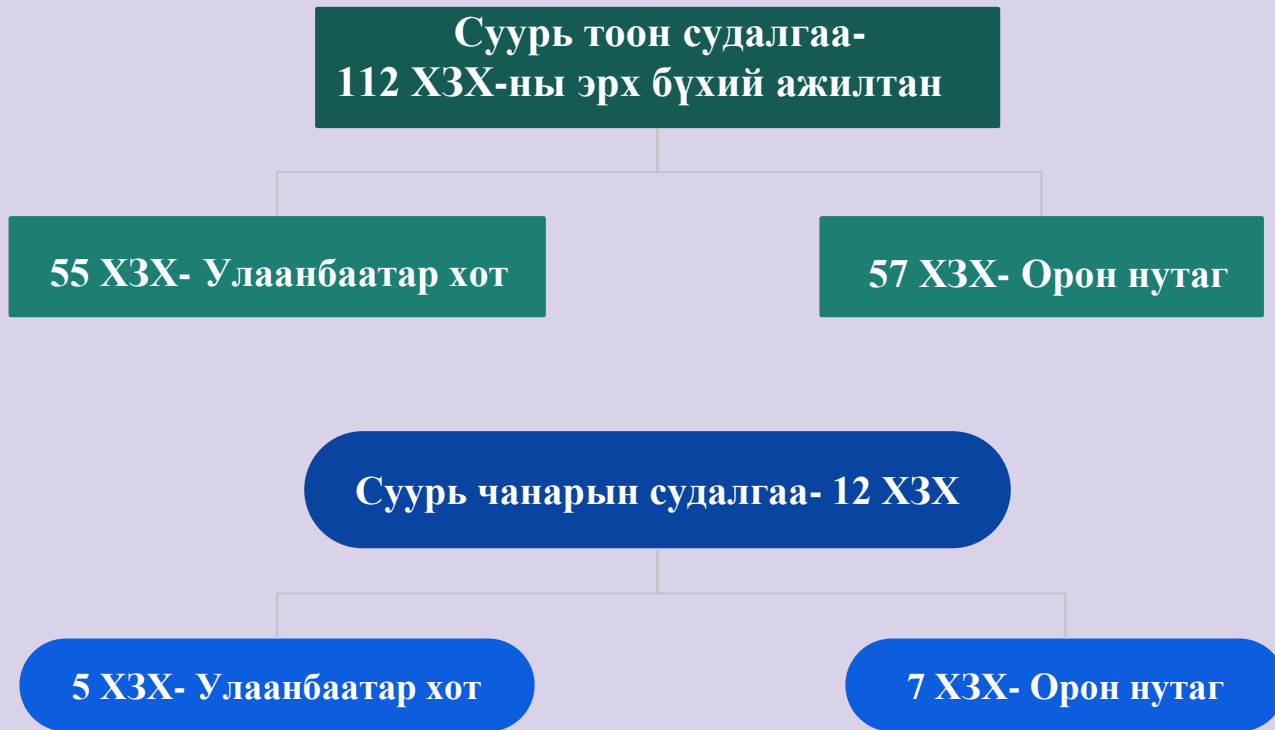 Суурь тоон судалгаа-
112 ХЗХ-ны эрх бүхий ажилтан
55 ХЗХ- Улаанбаатар хот
57 ХЗХ- Орон нутаг
Суурь чанарын судалгаа- 12 ХЗХ
5 ХЗХ- Улаанбаатар хот
7 ХЗХ- Орон нутаг